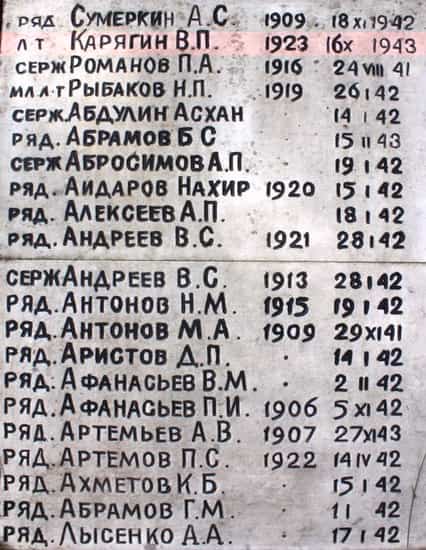 ряд. Сумеркин А.С. 1909. 18 XI 1942
лт Карягин В.П. 1923 16 X 1943
серж Романов П.А. 1916 24 VIII 41
мл л-т Рыбаков Н.П. 1919 26 I 42
серж. Абдулин Асхан 14 I 42
ряд. Абрамов Б С 15 II 43
серж Абросимов А.П. 19 I 42
ряд. Аидаров Нахир 1920 15 I 42
ряд. Алексеев А.П. 18 I 42
ряд. Андреев В.С. 1921 28 I 42
серж Андреев В.С. 1913 28 I 42
ряд. Антонов Н.М. 1915 19 I 42
ряд. Антонов М.А. 1909 29 XI 41
ряд. Аристов Д.П. · 14 I 42
ряд. Афанасьев В.М. · 2 II 42
ряд. Афанасьев П.И. 1906 5 XI 42
ряд. Артемьев А.В. 1907 27 XI 43
ряд. Артемов П.С. 1922 14 IV 42
ряд. Ахметов К.Б · 15 I 42
ряд. Абрамов Г.М. · 1 I 42
ряд. Лысенко А.А. · 17 I 42